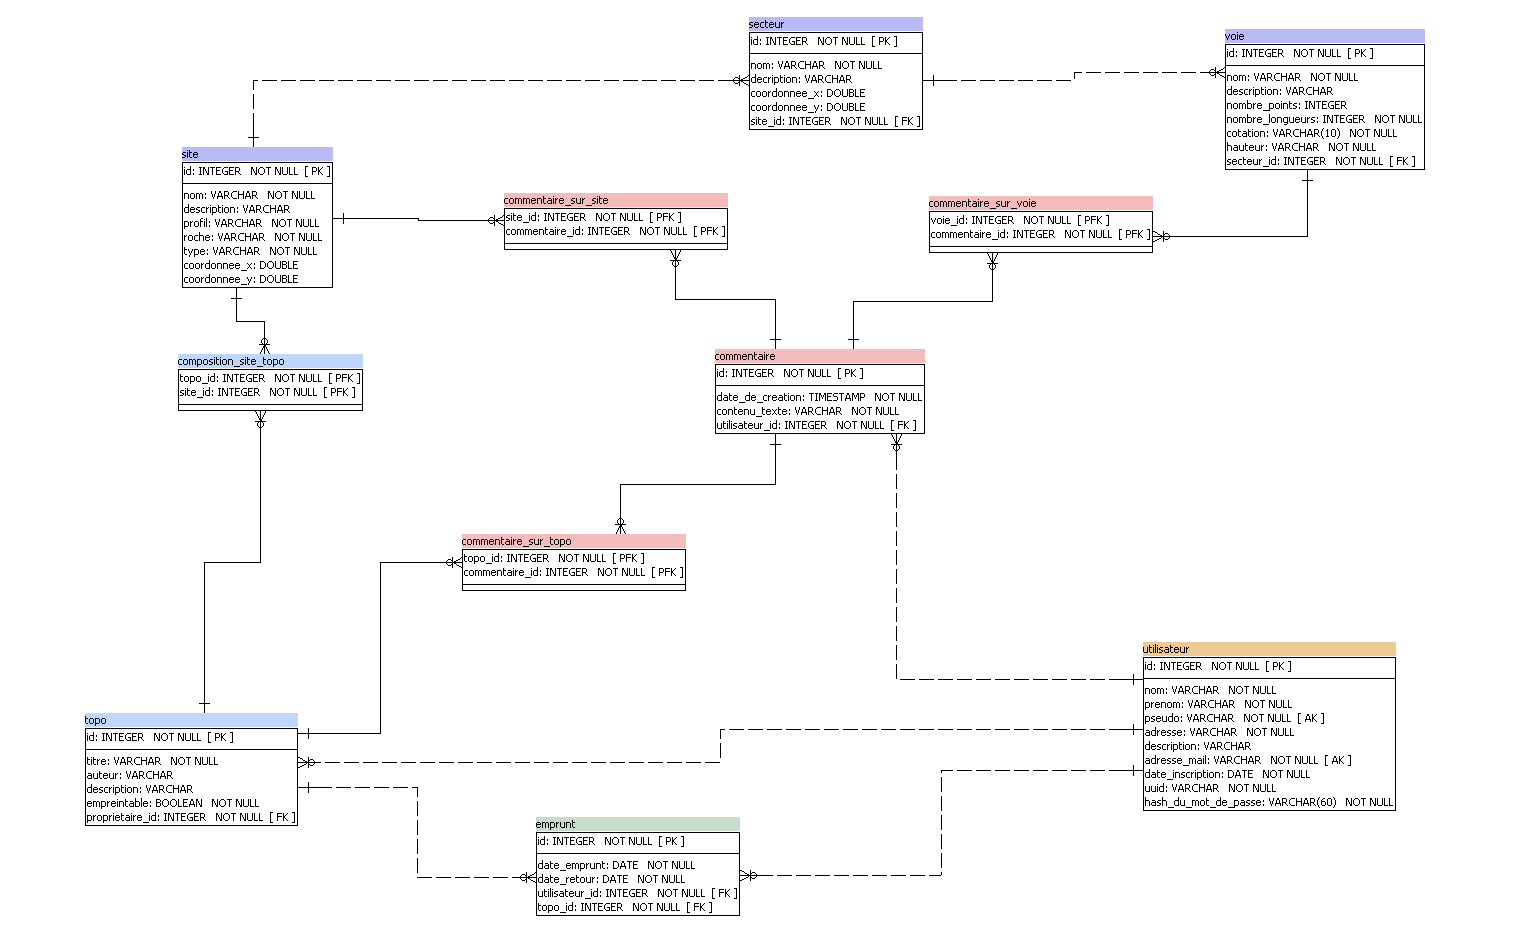 secteur
id: INTEGER NOT NULL [ PK ]
nom: VARCHAR NOT NULL
decription: VARCHAR
coordonnee_x: DOUBLE
coordonnee_y: DOUBLE
site_id: INTEGER NOT NULL [ FK ]
voie
id: INTEGER NOT NULL [ PK ]
nom: VARCHAR NOT NULL
description: VARCHAR
nombre_points: INTEGER
nombre_longueurs: INTEGER NOT NULL
cotation: VARCHAR(10) NOT NULL
hauteur: VARCHAR NOT NULL
secteur_id: INTEGER NOT NULL [ FK ]
site
id: INTEGER NOT NULL [ PK ]
nom: VARCHAR NOT NULL
description: VARCHAR
profil: VARCHAR NOT NULL
roche: VARCHAR NOT NULL
type: VARCHAR NOT NULL
coordonnee_x: DOUBLE
coordonnee_y: DOUBLE
commentaire_sur_site
site_id: INTEGER NOT NULL [ PFK ]
commentaire_id: INTEGER NOT NULL [ PFK ]
commentaire_sur_voie
voie_id: INTEGER NOT NULL [ PFK ]
commentaire_id: INTEGER NOT NULL [ PFK ]
composition_site_topo
topo_id: INTEGER NOT NULL [ PFK ]
site_id: INTEGER NOT NULL [ PFK ]
commentaire
id: INTEGER NOT NULL [ PK ]
date_de_creation: TIMESTAMP NOT NULL
contenu_texte: VARCHAR NOT NULL
utilisateur_id: INTEGER NOT NULL [ FK ]
commentaire_sur_topo
topo_id: INTEGER NOT NULL [ PFK ]
commentaire_id: INTEGER NOT NULL [ PFK ]
utilisateur
id: INTEGER NOT NULL [ PK ]
nom: VARCHAR NOT NULL
prenom: VARCHAR NOT NULL
pseudo: VARCHAR NOT NULL [ AK ]
adresse: VARCHAR NOT NULL
description: VARCHAR
adresse_mail: VARCHAR NOT NULL [ AK ]
date_inscription: DATE NOT NULL
uuid: VARCHAR NOT NULL
hash_du_mot_de_passe: VARCHAR(60) NOT NULL
topo
id: INTEGER NOT NULL [ PK ]
titre: VARCHAR NOT NULL
auteur: VARCHAR
description: VARCHAR
empreintable: BOOLEAN NOT NULL
proprietaire_id: INTEGER NOT NULL [ FK ]
emprunt
id: INTEGER NOT NULL [ PK ]
date_emprunt: DATE NOT NULL
date_retour: DATE NOT NULL
utilisateur_id: INTEGER NOT NULL [ FK ]
topo_id: INTEGER NOT NULL [ FK ]